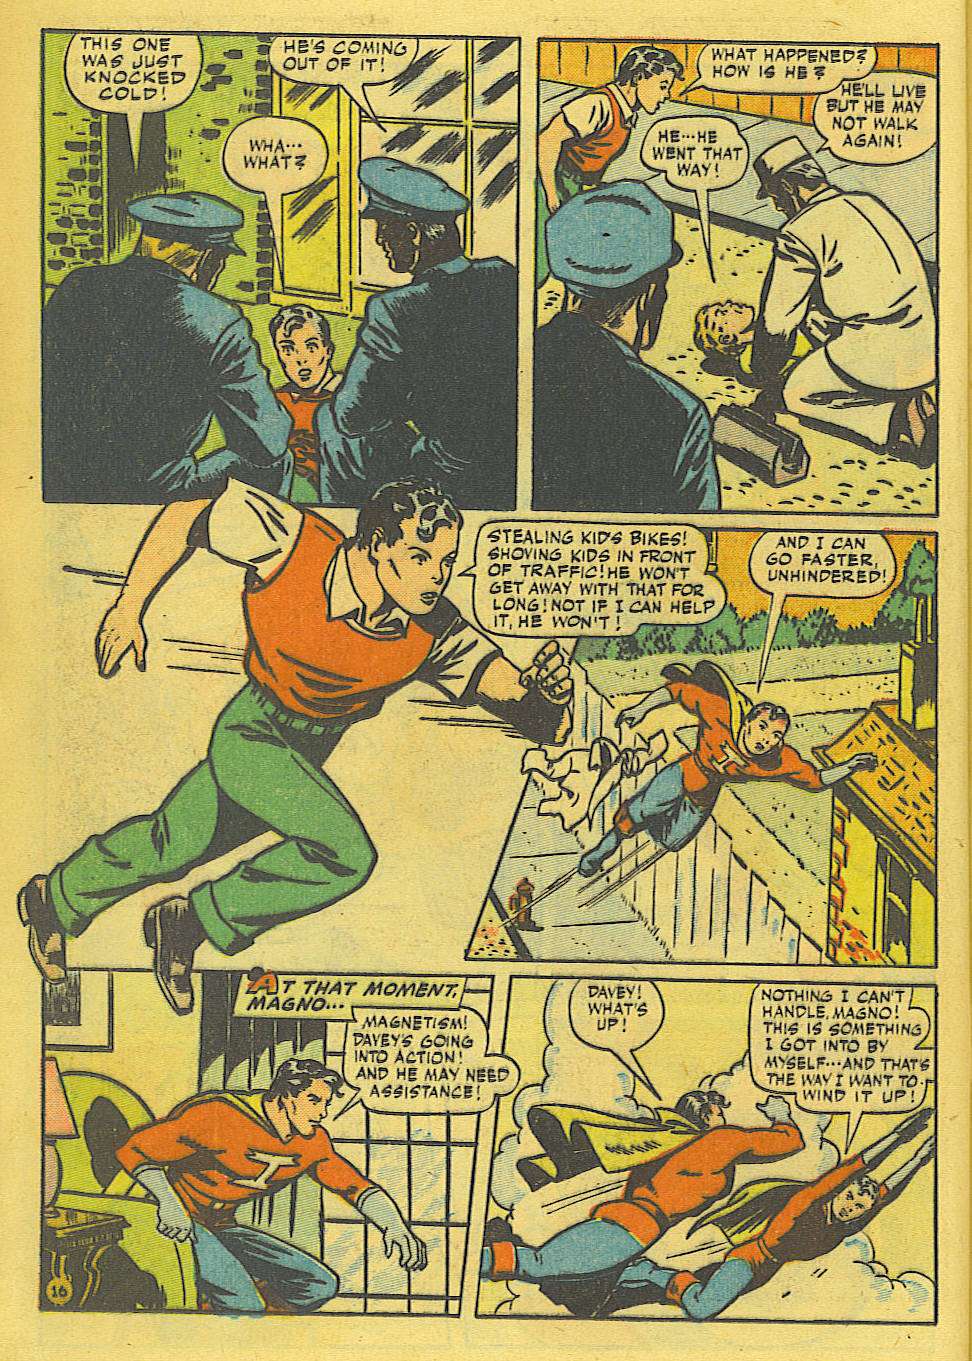 THIS ONE
WAS JUST
KNOCKED
COLD!
HE'S COMING
OUT OF IT!
WHA...
WHAT?
WHAT HAPPENED?
HOW IS HE?
HE'LL LIVE
BUT HE MAY
NOT WALK
AGAIN!
HE...HE
WENT THAT
WAY!
STEALING KID'S BIKES!
SHOVING KIDS IN FRONT
OF TRAFFIC! HE WON'T
GET AWAY WITH THAT FOR
LONG! NOT IF I CAN HELP
IT, HE WON'T!
AND I CAN
GO FASTER,
UNHINDERED!
I
AT THAT MOMENT,
MAGNO...
MAGNETISM!
DAVEY'S GOING
INTO ACTION!
AND HE MAY NEED
ASSISTANCE!
I
16
DAVEY!
WHAT'S
UP!
NOTHING I CAN'T
HANDLE, MAGNO!
THIS IS SOMETHING
I GOT INTO BY
MYSELF...AND THAT'S
THE WAY I WANT TO
WIND IT UP!